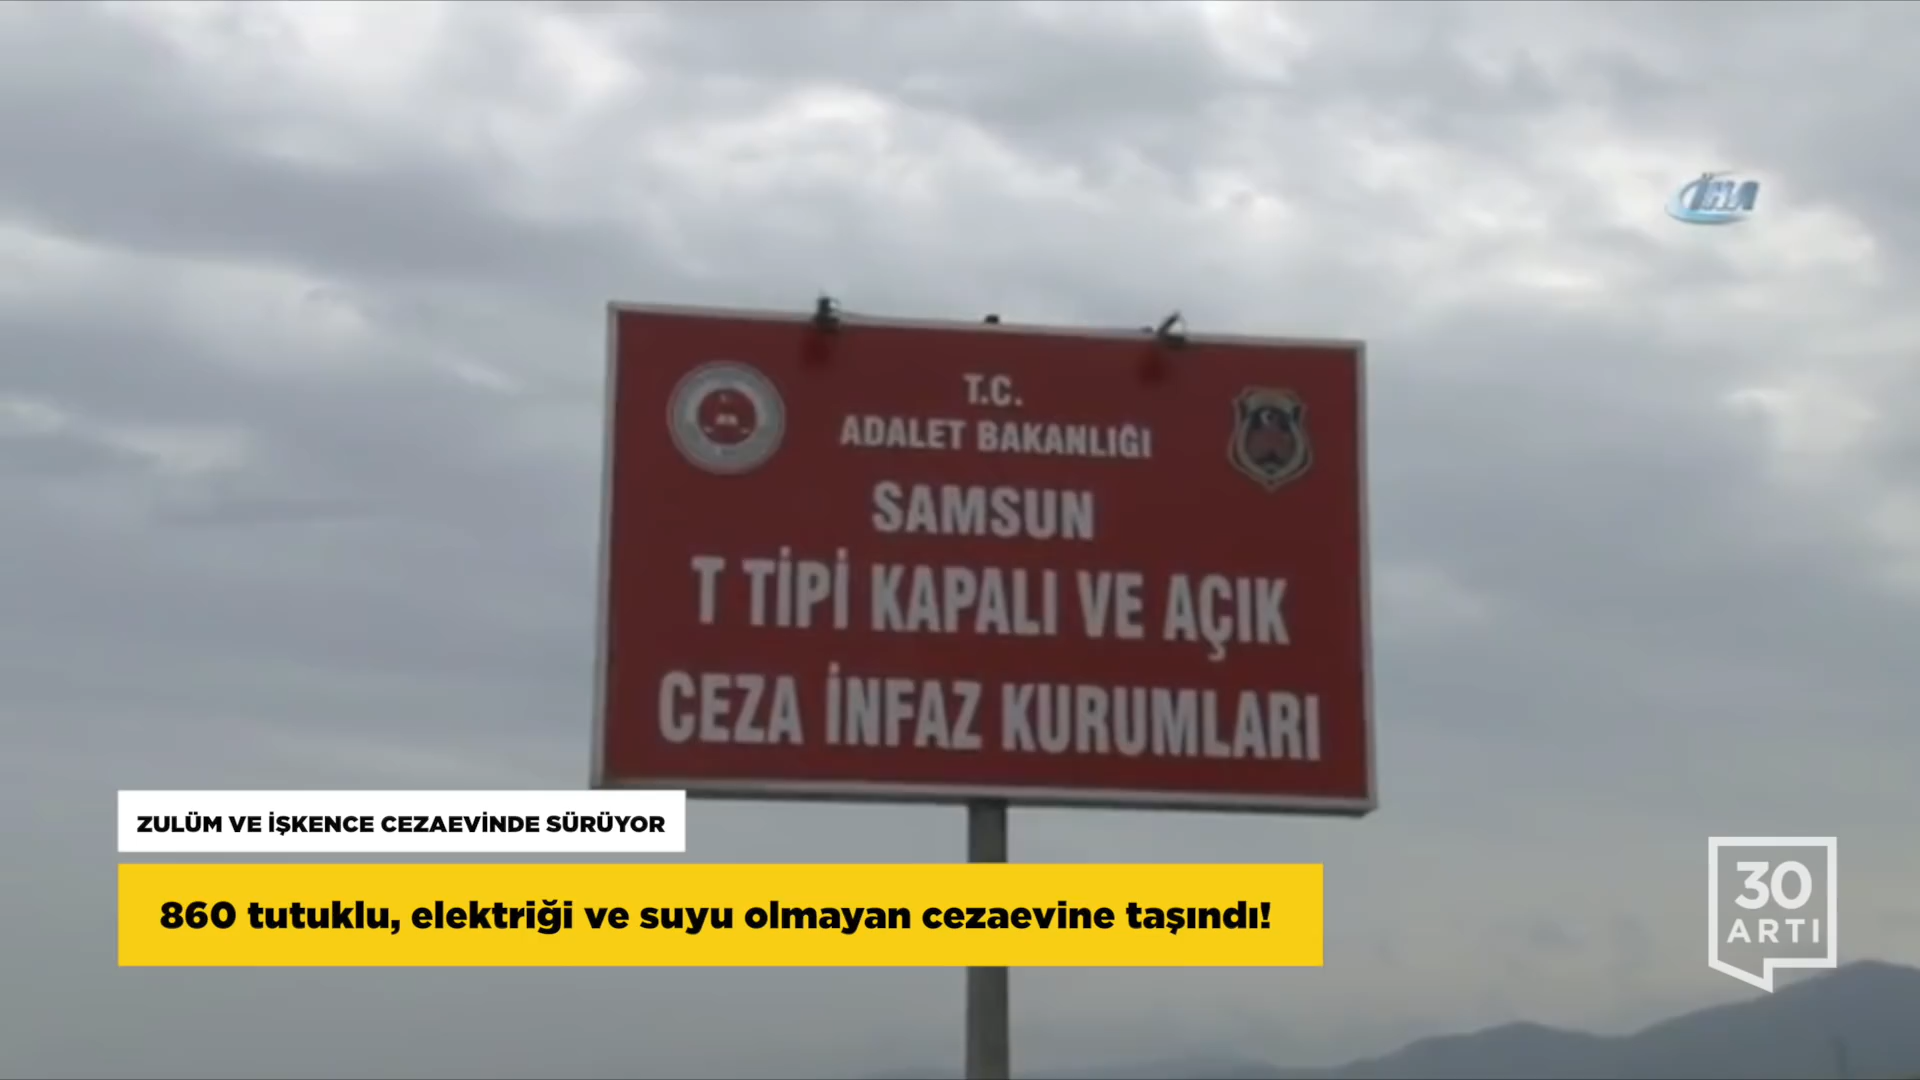 İHA
T.C.
ADALET BAKANLIĞI
SAMSUN
T TİPİ KAPALI VE AÇIK
CEZA İNFAZ KURUMLARI
ZULÜM VE İŞKENCE CEZAEVİNDE SÜRÜYOR
860 tutuklu, elektriği ve suyu olmayan cezaevine taşındı!
30
ARTI